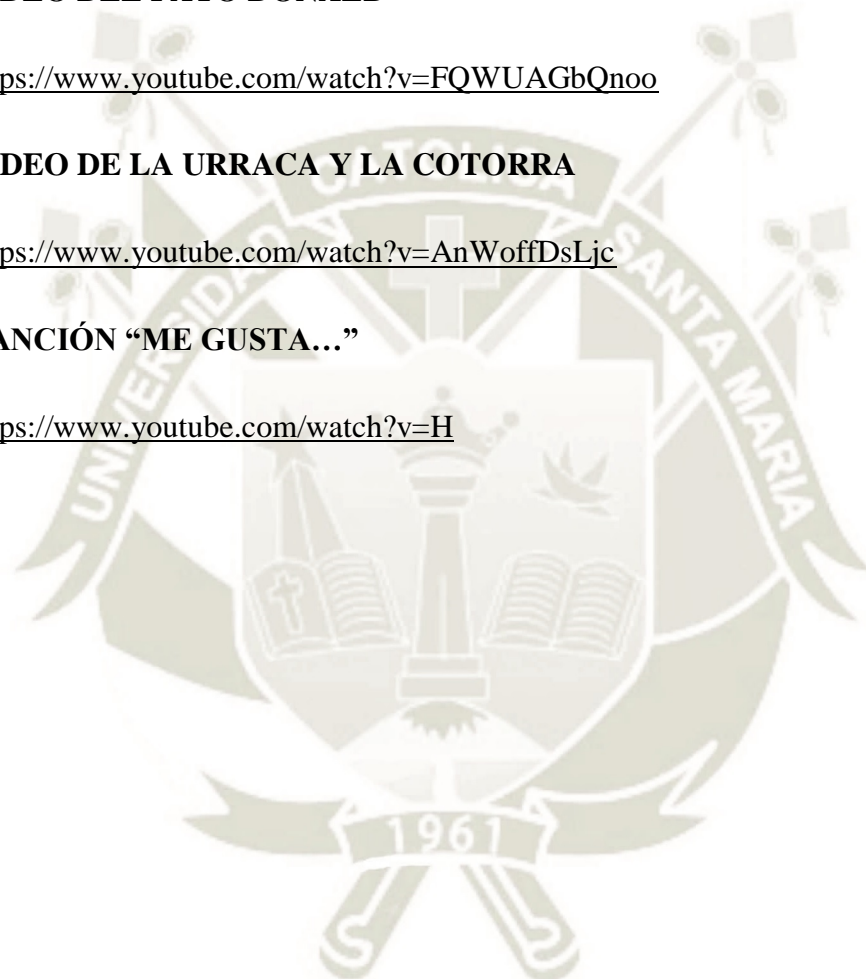 ps://www.youtube.com/watch?v=FQWUAGbQnoo
DEO DE LA URRACA Y LA COTORRA
ps://www.youtube.com/watch?v=AnWoffDsLjc
ANCIÓN “ME GUSTA…”
ps://www.youtube.com/watch?v=H
UNIVERSIDAD CATOLICA SANTA MARIA
1961